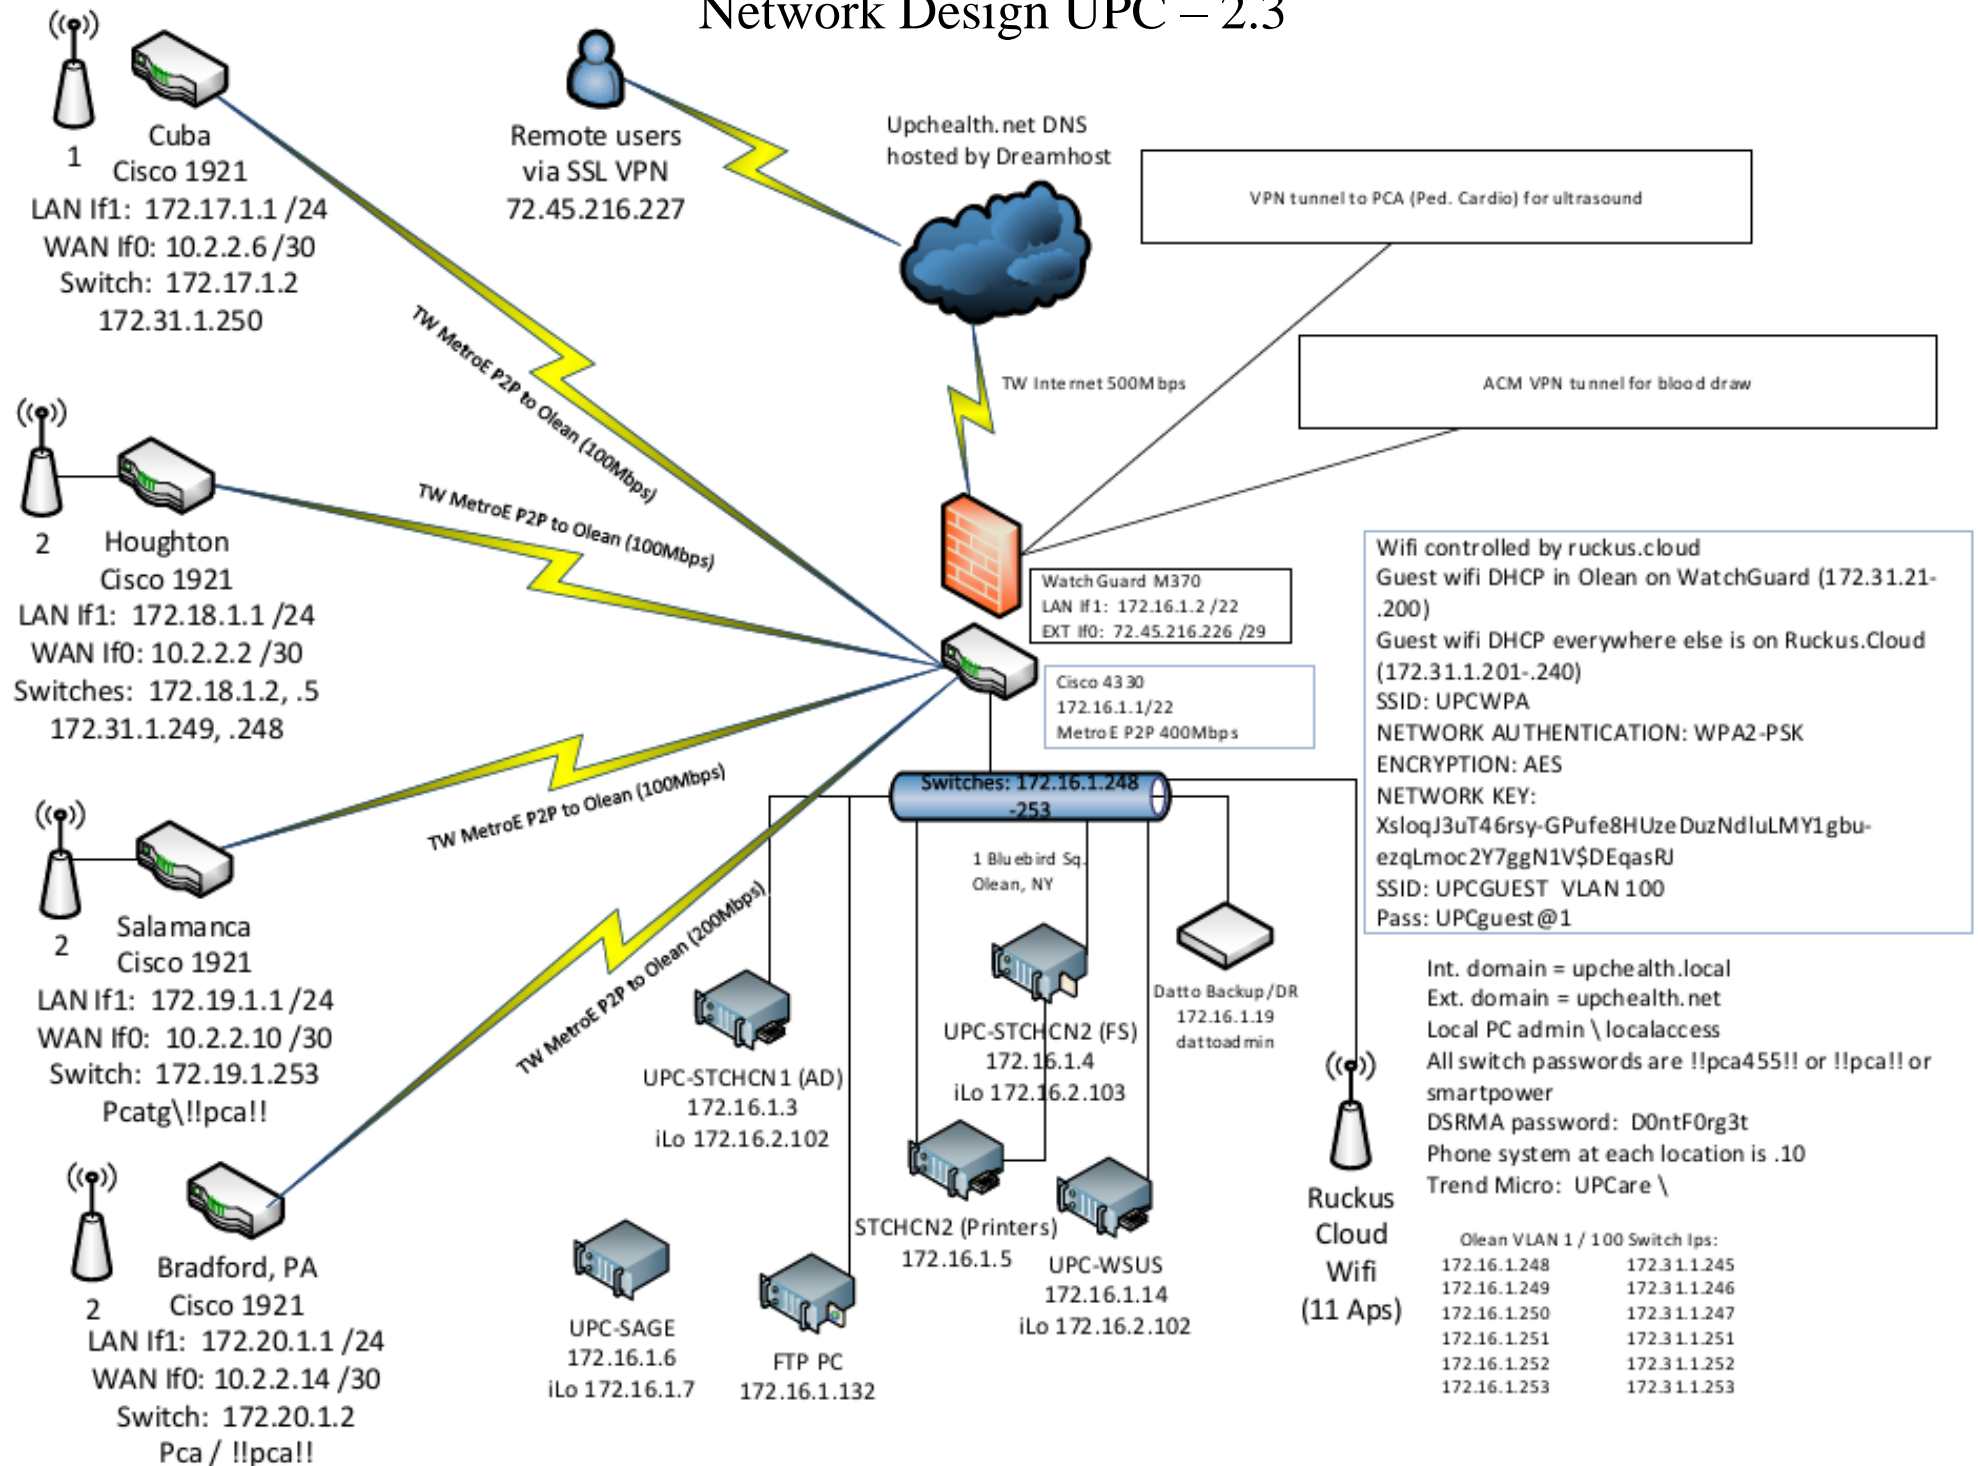 Network Design UPC – 2.3
1
Cuba
Cisco 1921
LAN If1: 172.17.1.1 /24
WAN If0: 10.2.2.6 /30
Switch: 172.17.1.2
172.31.1.250
Remote users
via SSL VPN
72.45.216.227
Upchealth.net DNS
hosted by Dreamhost
VPN tunnel to PCA (Ped. Cardio) for ultrasound
ACM VPN tunnel for blood draw
TW Internet 500Mbps
TW MetroE P2P to Olean (100Mbps)
2
Houghton
Cisco 1921
LAN If1: 172.18.1.1 /24
WAN If0: 10.2.2.2 /30
Switches: 172.18.1.2, .5
172.31.1.249, .248
TW MetroE P2P to Olean (100Mbps)
WatchGuard M370
LAN If1: 172.16.1.2 /22
EXT If0: 72.45.216.226 /29
Cisco 4330
172.16.1.1/22
MetroE P2P 400Mbps
Wifi controlled by ruckus.cloud
Guest wifi DHCP in Olean on WatchGuard (172.31.21-
.200)
Guest wifi DHCP everywhere else is on Ruckus.Cloud
(172.31.1.201-.240)
SSID: UPCWPA
NETWORK AUTHENTICATION: WPA2-PSK
ENCRYPTION: AES
NETWORK KEY:
XsloqJ3uT46rsy-GPufe8HUzeDuzNdluLMY1gbu-
ezqLmoc2Y7ggN1V$DEqasRJ
SSID: UPCGUEST VLAN 100
Pass: UPCguest@1
2
Salamanca
Cisco 1921
LAN If1: 172.19.1.1 /24
WAN If0: 10.2.2.10 /30
Switch: 172.19.1.253
Pcatg\!!pca!!
TW MetroE P2P to Olean (100Mbps)
Switches: 172.16.1.248
-253
1 Bluebird Sq.
Olean, NY
TW MetroE P2P to Olean (200Mbps)
2
Bradford, PA
Cisco 1921
LAN If1: 172.20.1.1 /24
WAN If0: 10.2.2.14 /30
Switch: 172.20.1.2
Pca / !!pca!!
UPC-STCHCN1 (AD)
172.16.1.3
iLo 172.16.2.102
UPC-STCHCN2 (FS)
172.16.1.4
iLo 172.16.2.103
Datto Backup/DR
172.16.1.19
dattoadmin
STCHCN2 (Printers)
172.16.1.5
UPC-WSUS
172.16.1.14
iLo 172.16.2.102
UPC-SAGE
172.16.1.6
iLo 172.16.1.7
FTP PC
172.16.1.132
Ruckus
Cloud
Wifi
(11 Aps)
Int. domain = upchealth.local
Ext. domain = upchealth.net
Local PC admin \ localaccess
All switch passwords are !!pca455!! or !!pca!! or
smartpower
DSRMA password: D0ntF0rg3t
Phone system at each location is .10
Trend Micro: UPCare \
Olean VLAN 1 / 100 Switch Ips:
172.16.1.248 172.31.1.245
172.16.1.249 172.31.1.246
172.16.1.250 172.31.1.247
172.16.1.251 172.31.1.251
172.16.1.252 172.31.1.252
172.16.1.253 172.31.1.253